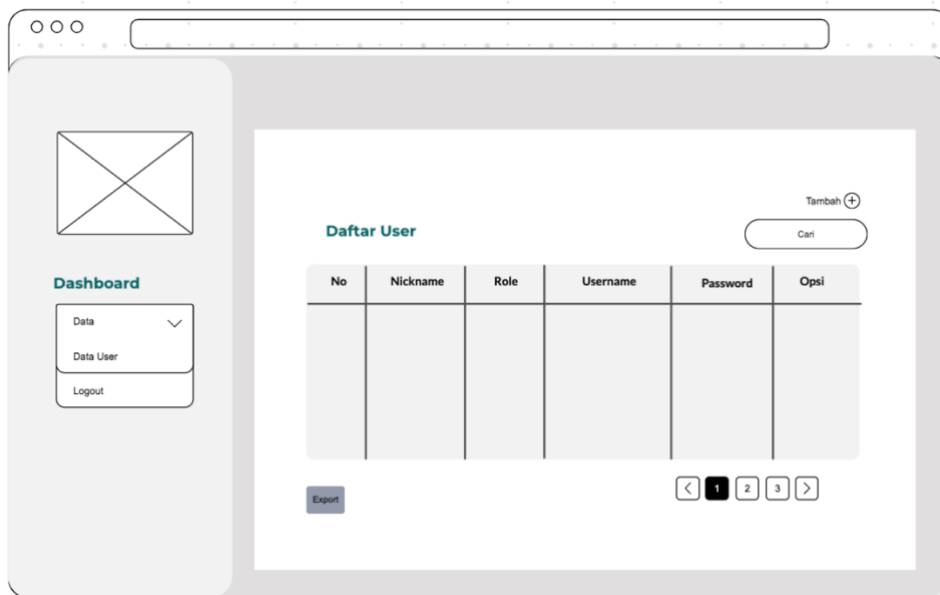 Dashboard
Data
Data User
Logout
Tambah
Daftar User
Cari
No Nickname Role Username Password Opsi
Export
1 2 3